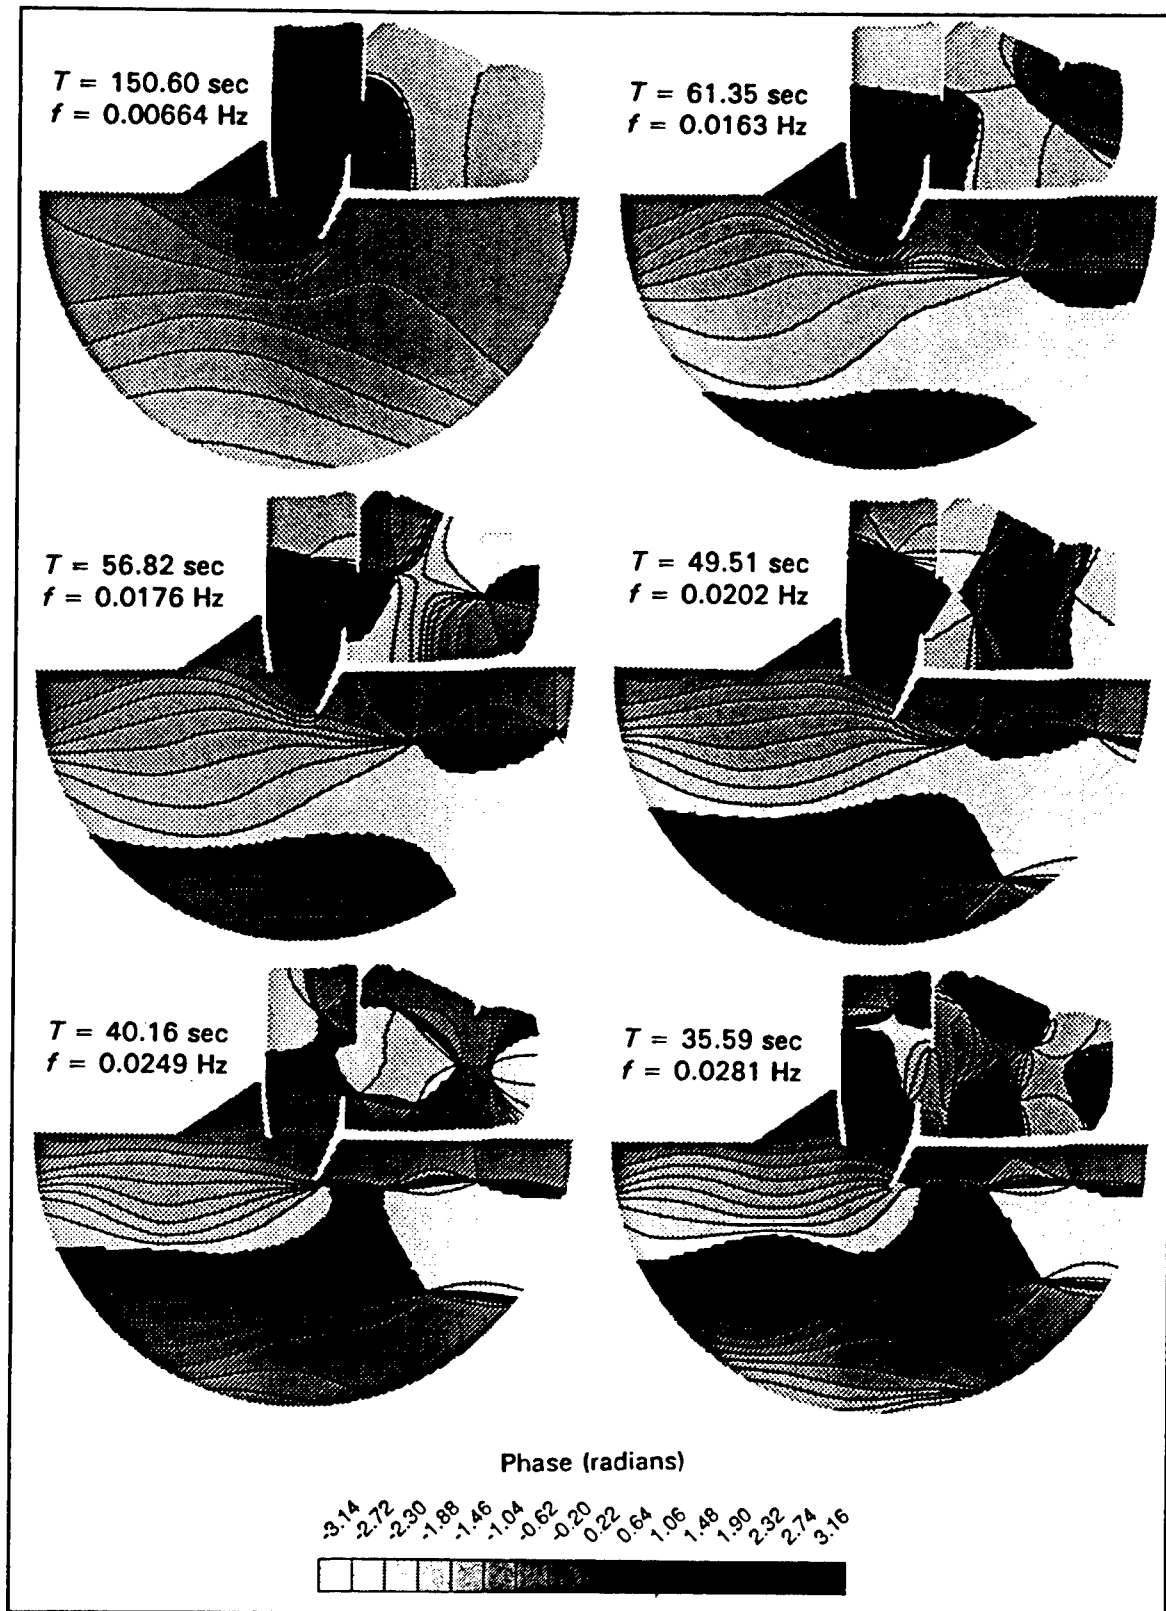 T = 150.60 sec
f = 0.00664 Hz
T = 61.35 sec
f = 0.0163 Hz
T = 56.82 sec
f = 0.0176 Hz
T = 49.51 sec
f = 0.0202 Hz
T = 40.16 sec
f = 0.0249 Hz
T = 35.59 sec
f = 0.0281 Hz
Phase (radians)
-3.14 -2.72 -2.30 -1.88 -1.46 -1.04 -0.62 -0.20 0.22 0.64 1.06 1.48 1.90 2.32 2.74 3.16